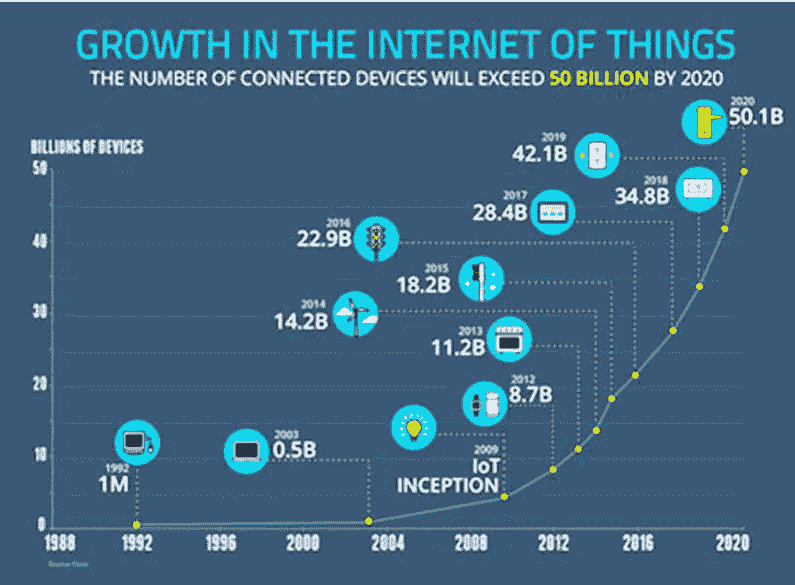 GROWTH IN THE INTERNET OF THINGS
THE NUMBER OF CONNECTED DEVICES WILL EXCEED 50 BILLION BY 2020
BILLIONS OF DEVICES
50
40
30
20
10
0
1992
1M
2003
0.5B
2009
IoT
INCEPTION
2012
8.7B
2013
11.2B
2014
14.2B
2015
18.2B
2016
22.9B
2017
28.4B
2018
34.8B
2019
42.1B
2020
50.1B
1988
1992
1996
2000
2004
2008
2012
2016
2020